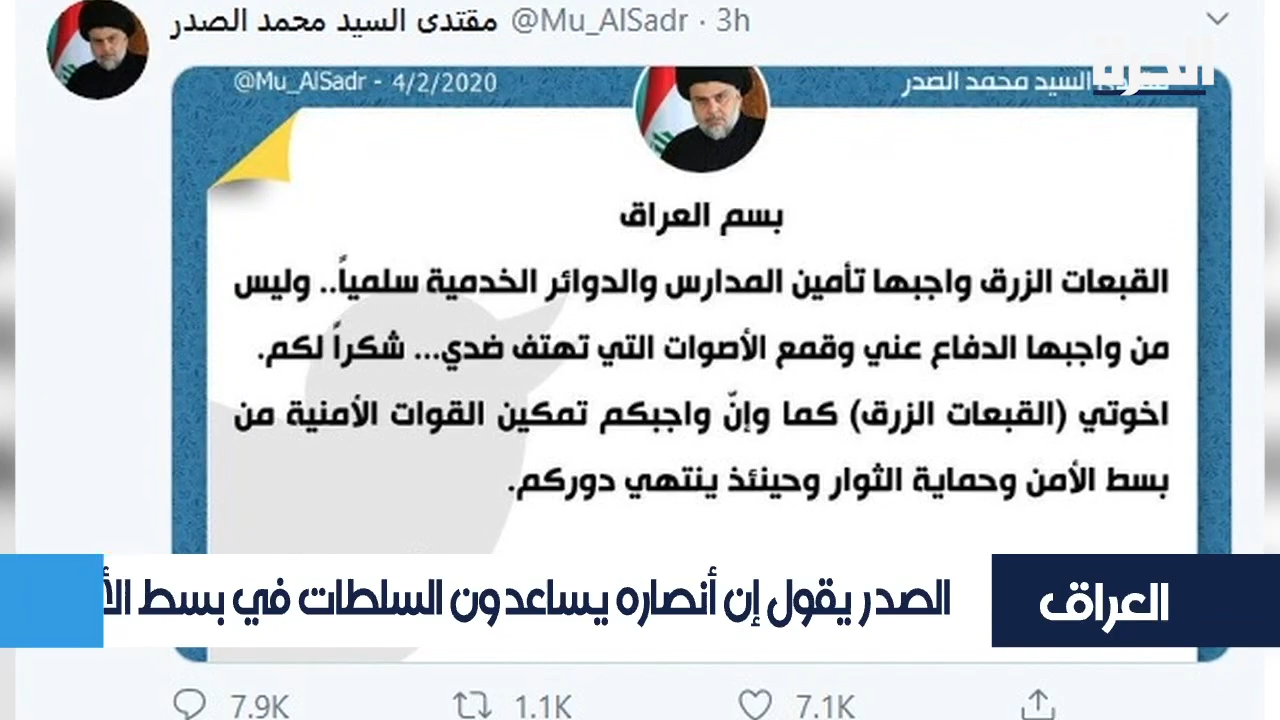 مقتدى السيد محمد الصدر @Mu_AlSadr · 3h
الحرة
@Mu_AlSadr - 4/2/2020
السيد محمد الصدر
بسم العراق
القبعات الزرق واجبها تأمين المدارس والدوائر الخدمية سلمياً.. وليس
من واجبها الدفاع عني وقمع الأصوات التي تهتف ضدي... شكراً لكم.
اخوتي (القبعات الزرق) كما وإنّ واجبكم تمكين القوات الأمنية من
بسط الأمن وحماية الثوار وحينئذ ينتهي دوركم.
العراق
الصدر يقول إن أنصاره يساعدون السلطات في بسط
7.9K 1.1K 7.1K